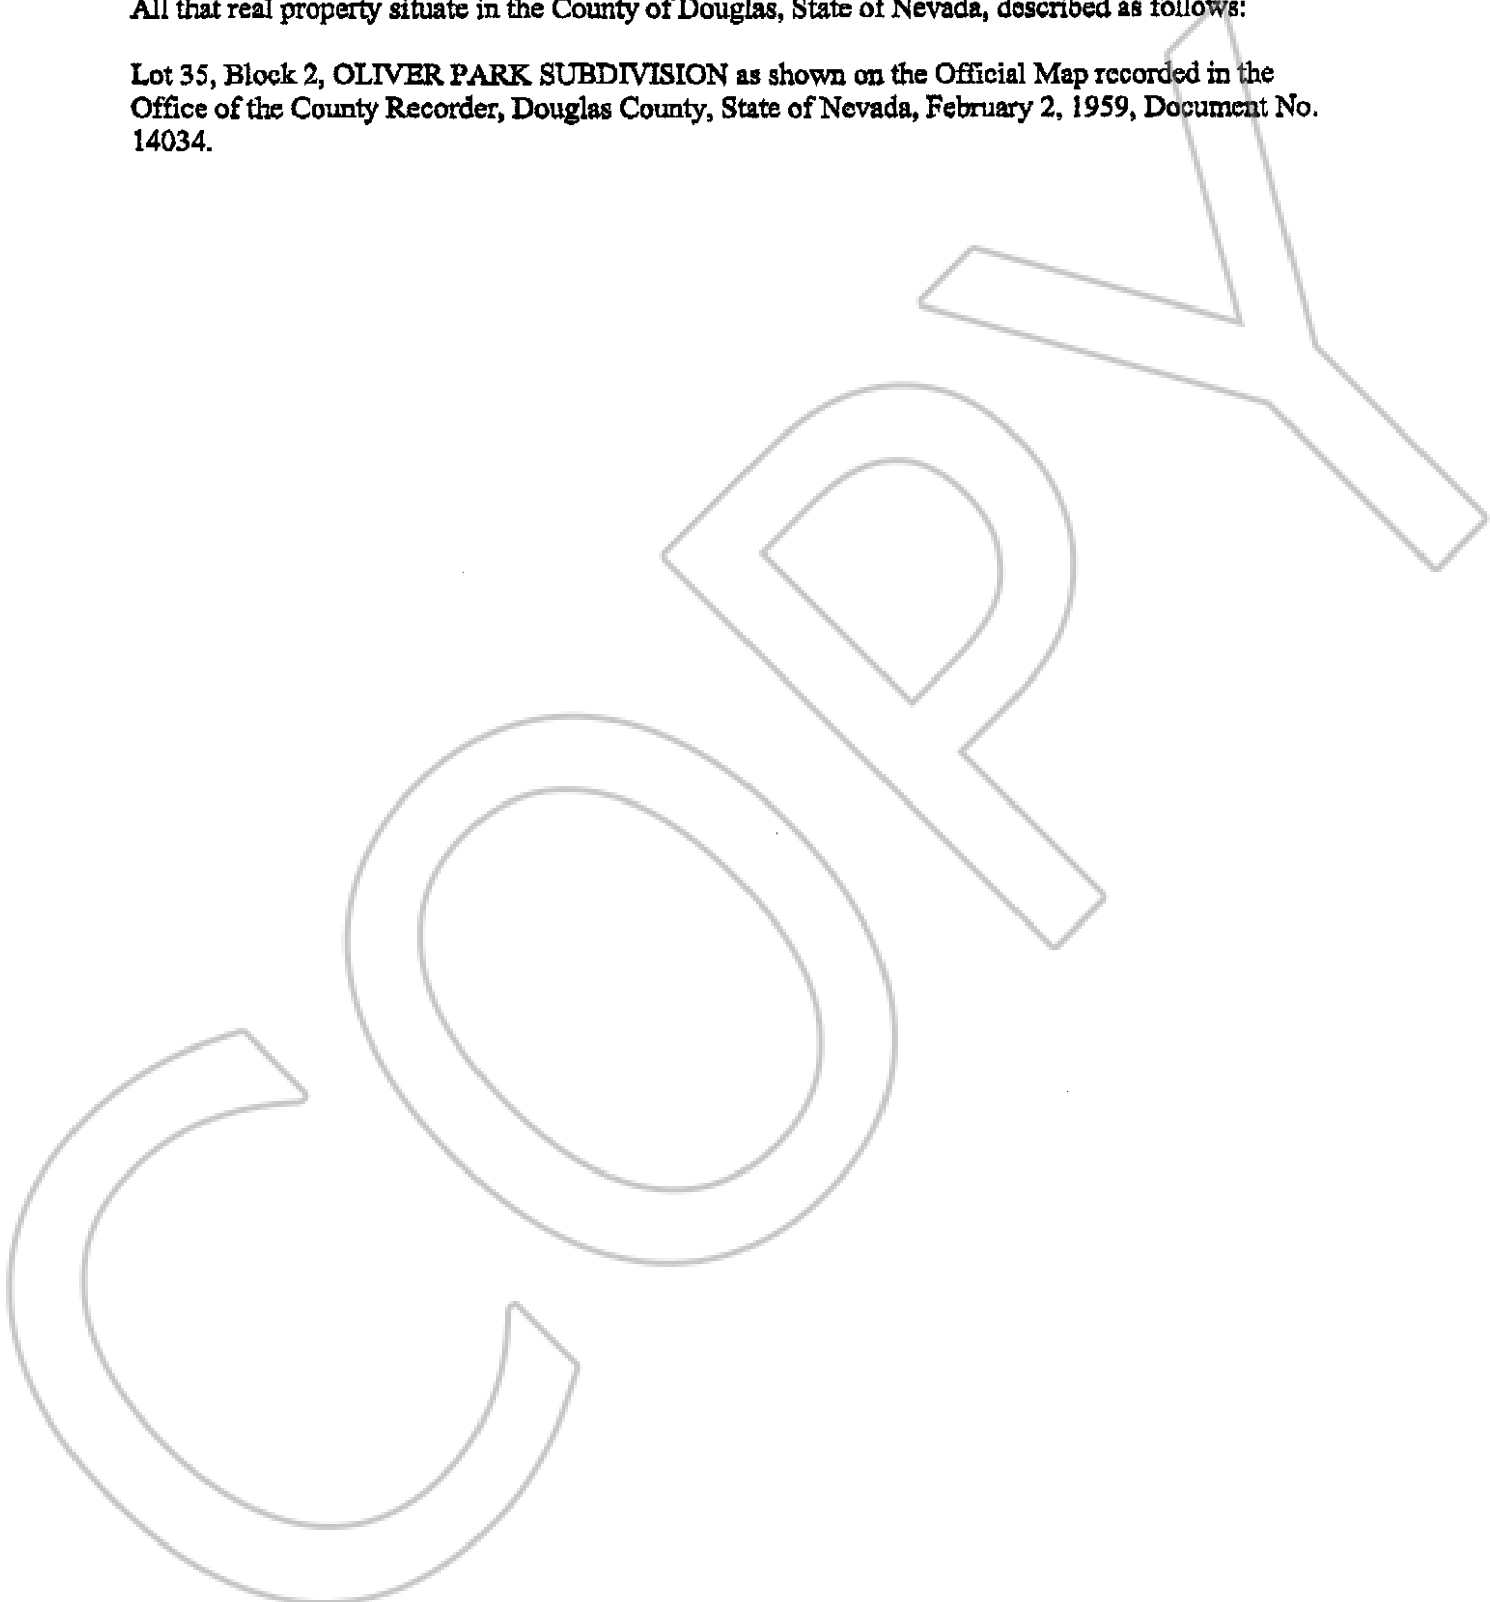 All that real property situate in the County of Douglas, State of Nevada, described as follows:
Lot 35, Block 2, OLIVER PARK SUBDIVISION as shown on the Official Map recorded in the
Office of the County Recorder, Douglas County, State of Nevada, February 2, 1959, Document No.
14034.
COPY